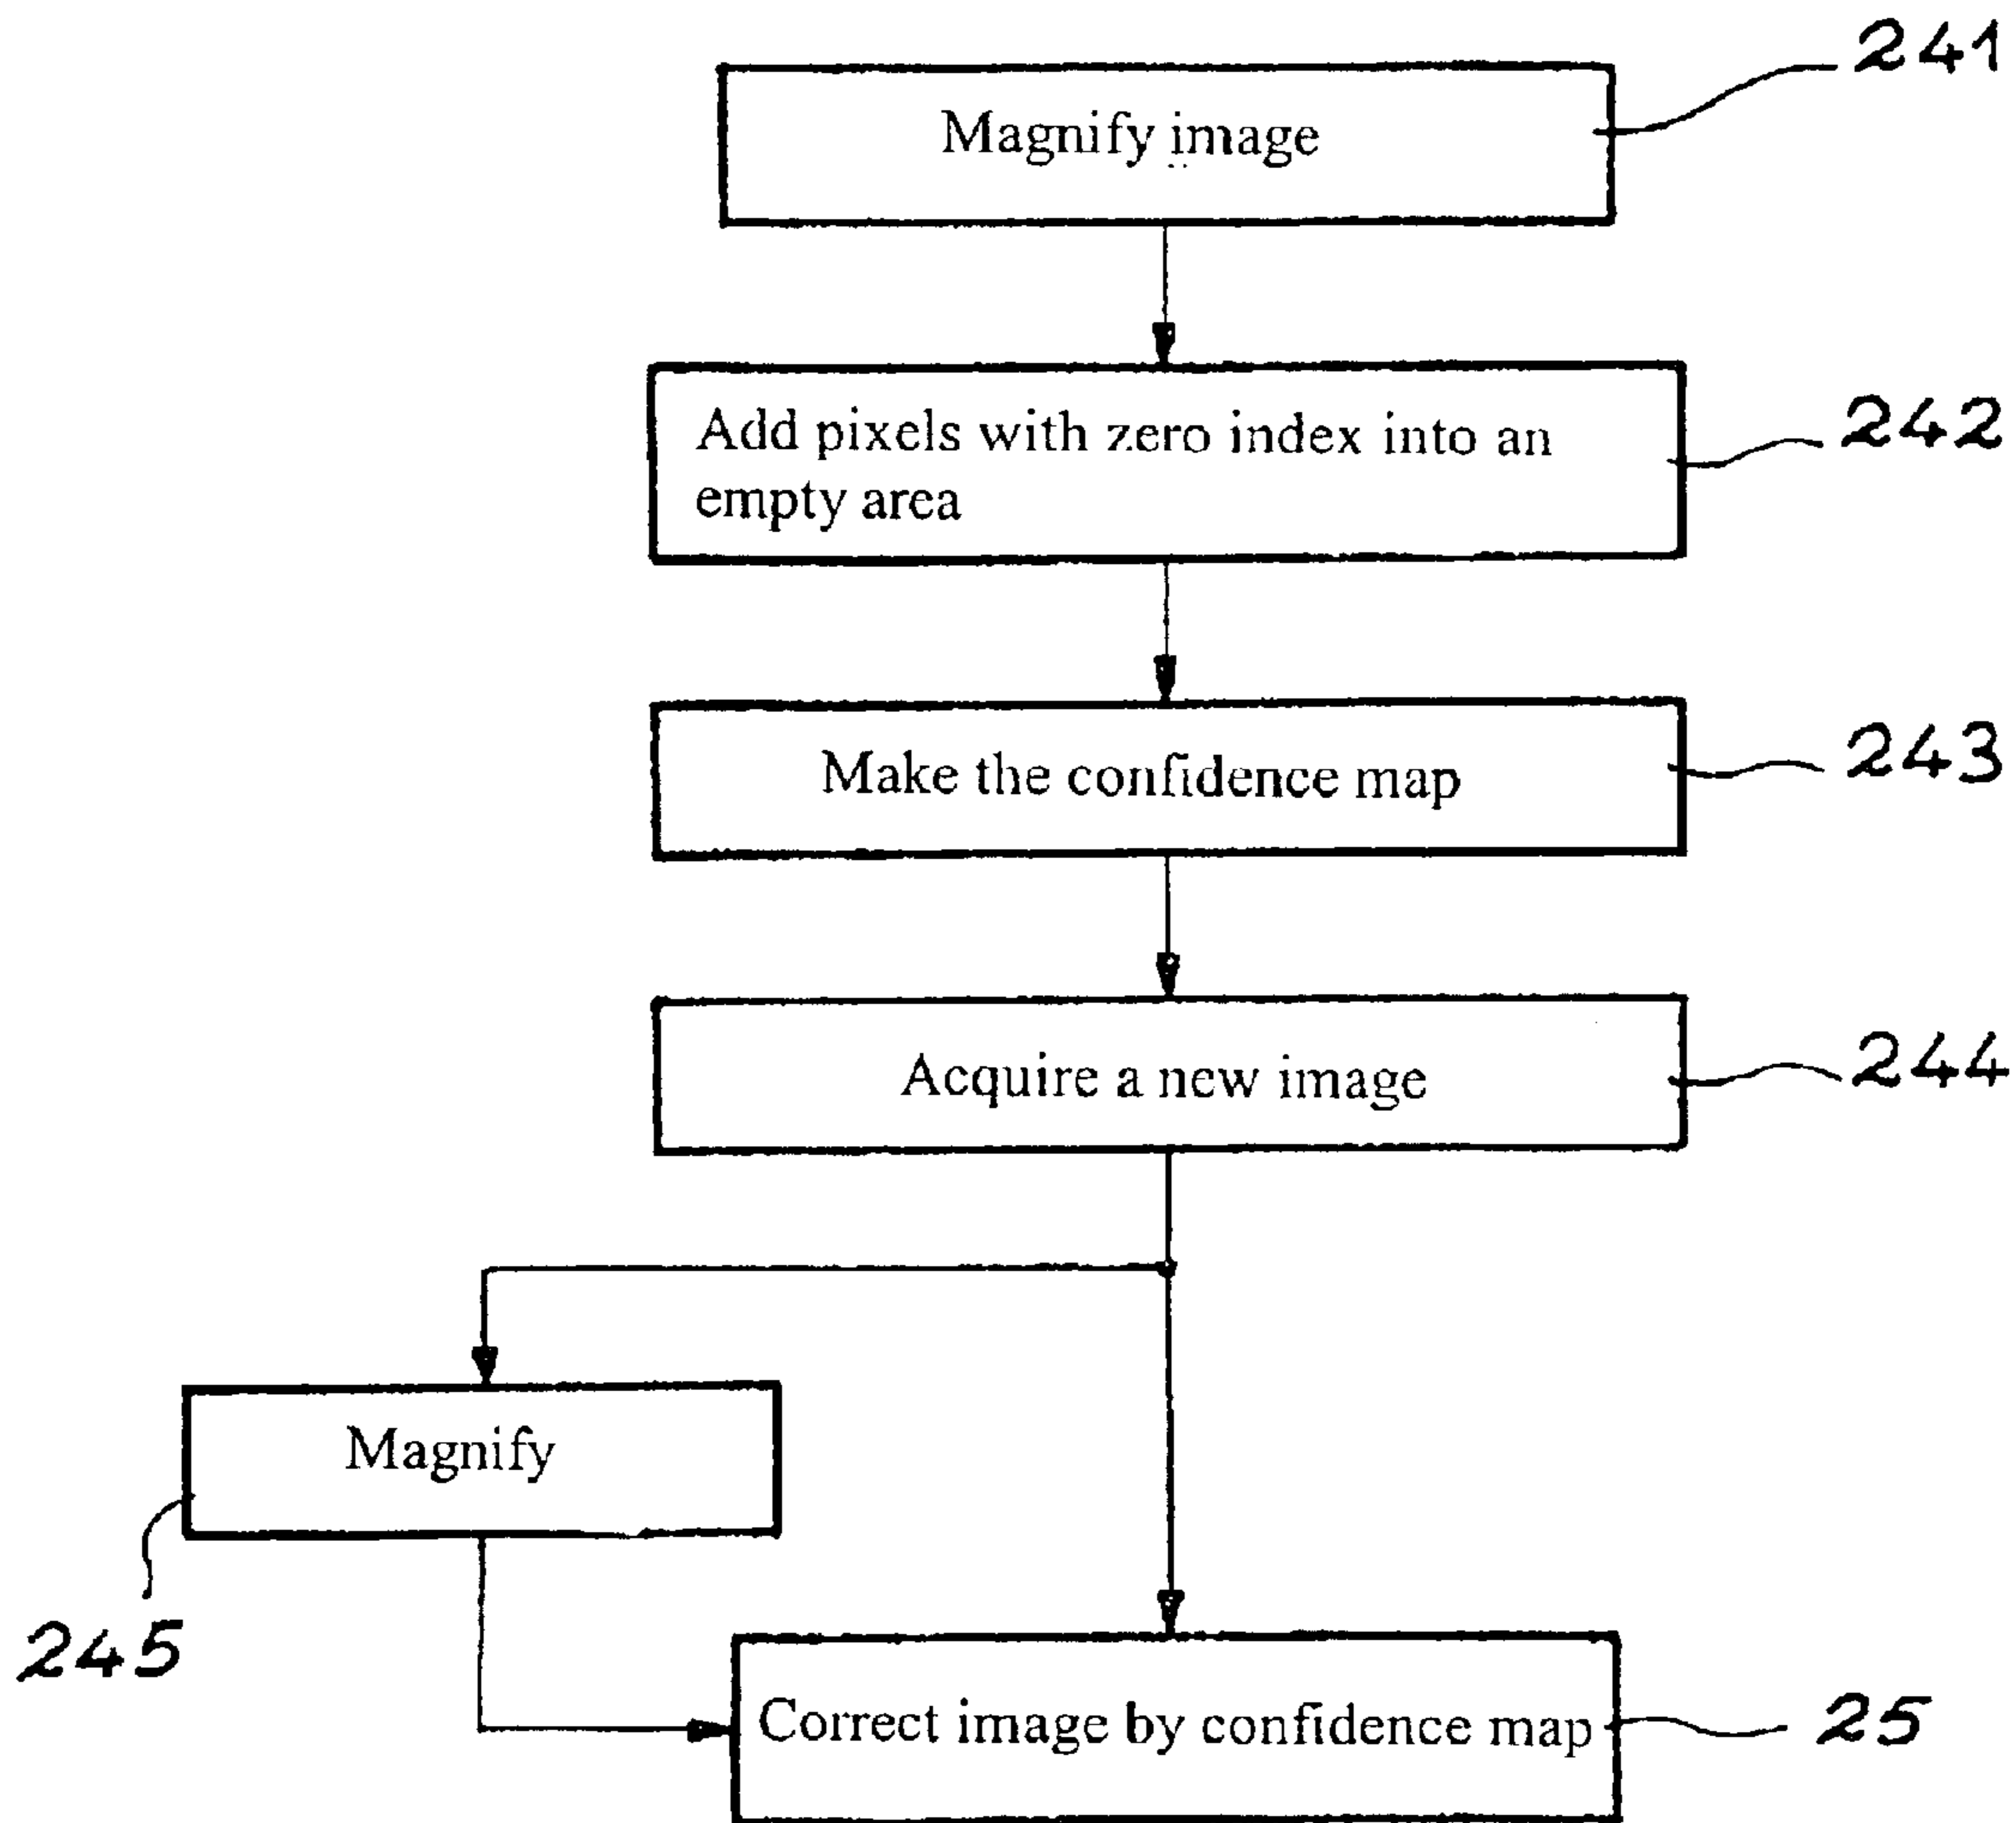 241
Magnify image
242
Add pixels with zero index into an
empty area
243
Make the confidence map
244
Acquire a new image
Magnify
245
25
Correct image by confidence map